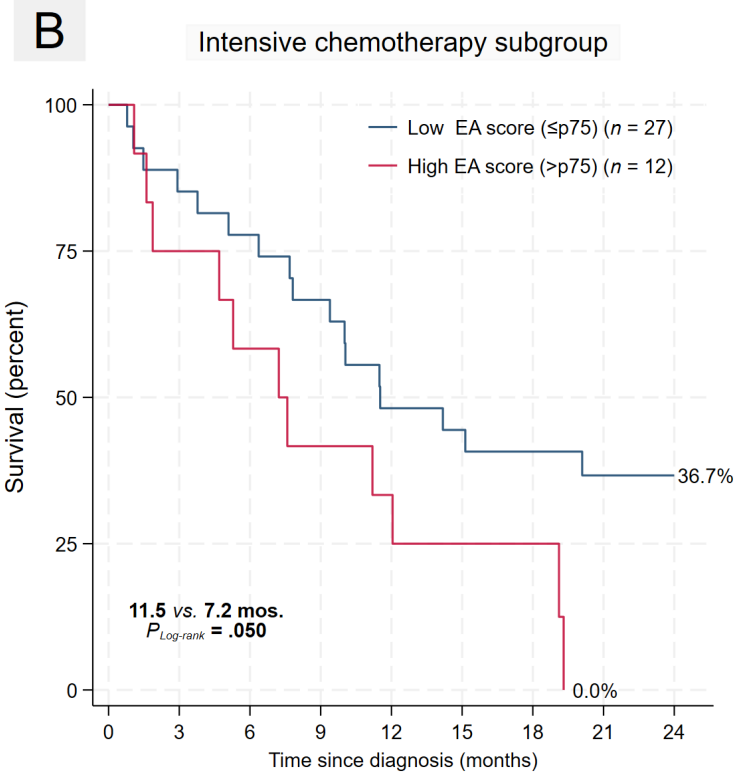 B
Intensive chemotherapy subgroup
Low EA score (≤p75) (n = 27)
High EA score (>p75) (n = 12)
100
75
50
25
0
Survival (percent)
36.7%
0.0%
11.5 vs. 7.2 mos.
P Log-rank = .050
0 3 6 9 12 15 18 21 24
Time since diagnosis (months)